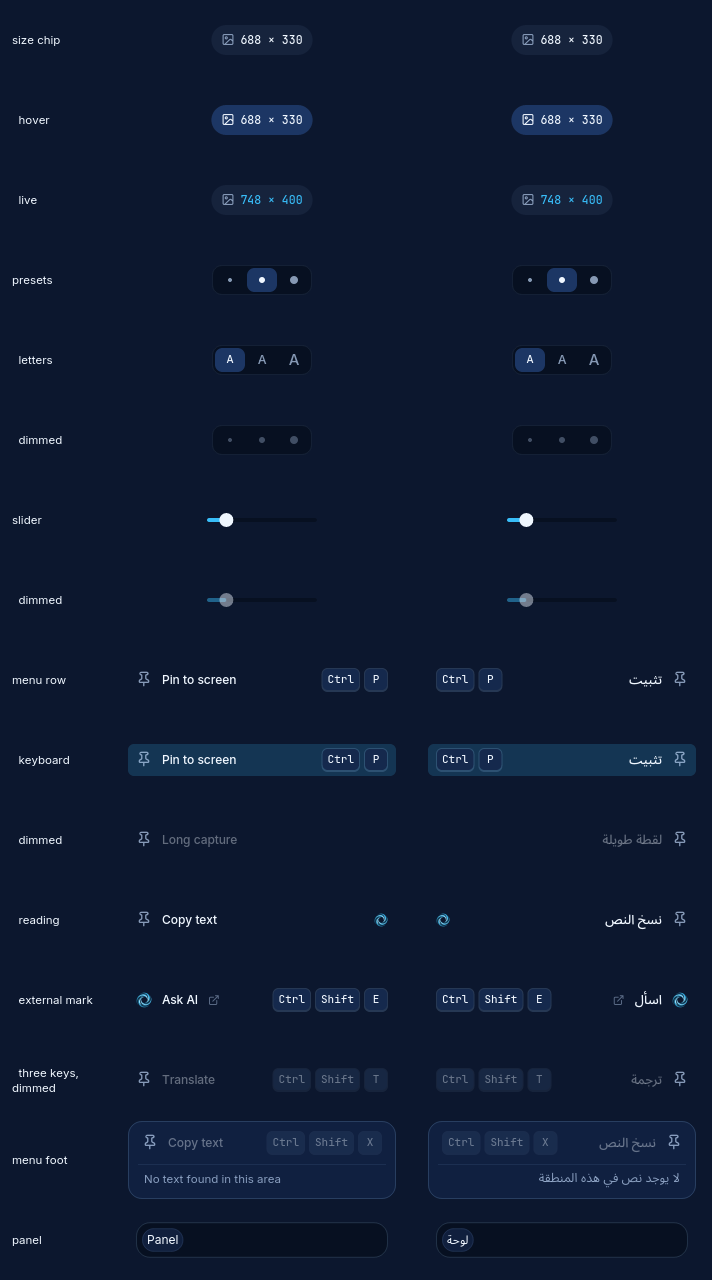 size chip 688 × 330 688 × 330
hover 688 × 330 688 × 330
live 748 × 400 748 × 400
presets
letters A A A A A A
dimmed
slider
dimmed
menu row Pin to screen Ctrl P Ctrl P تثبيت
keyboard Pin to screen Ctrl P Ctrl P تثبيت
dimmed Long capture لقطة طويلة
reading Copy text نسخ النص
external mark Ask AI Ctrl Shift E Ctrl Shift E اسأل
three keys,
dimmed Translate Ctrl Shift T Ctrl Shift T ترجمة
Copy text Ctrl Shift X Ctrl Shift X نسخ النص
menu foot
No text found in this area لا يوجد نص في هذه المنطقة
panel Panel لوحة